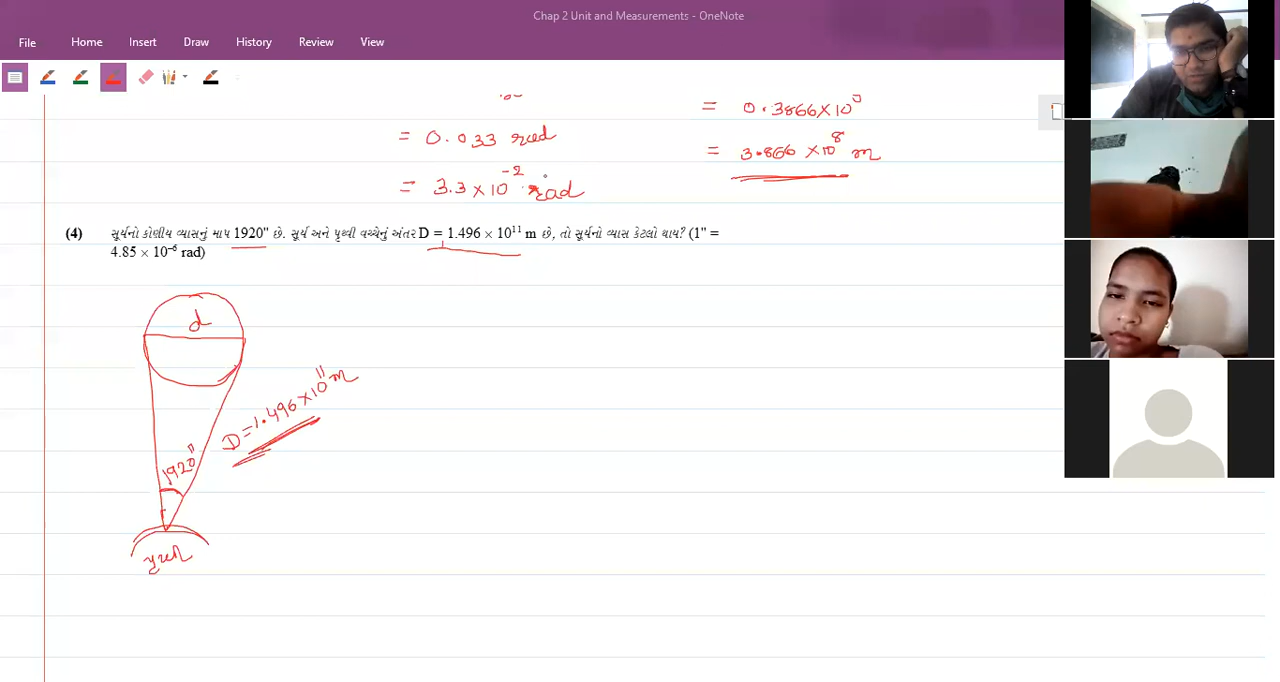 Chap 2 Unit and Measurements - OneNote
File Home Insert Draw History Review View
= 0.033 rad
= 3.3 × 10⁻² rad
= 0.3866 × 10
= 3.866 × 10⁸ m
(4) સૂર્યનો કોણીય વ્યાસનું માપ 1920" છે. સૂર્ય અને પૃથ્વી વચ્ચેનું અંતર D = 1.496 × 10¹¹ m છે, તો સૂર્યનો વ્યાસ કેટલો થાય? (1" =
4.85 × 10⁻⁶ rad)
d
D = 1.496 × 10¹¹ m
1920"
પૃથ્વી